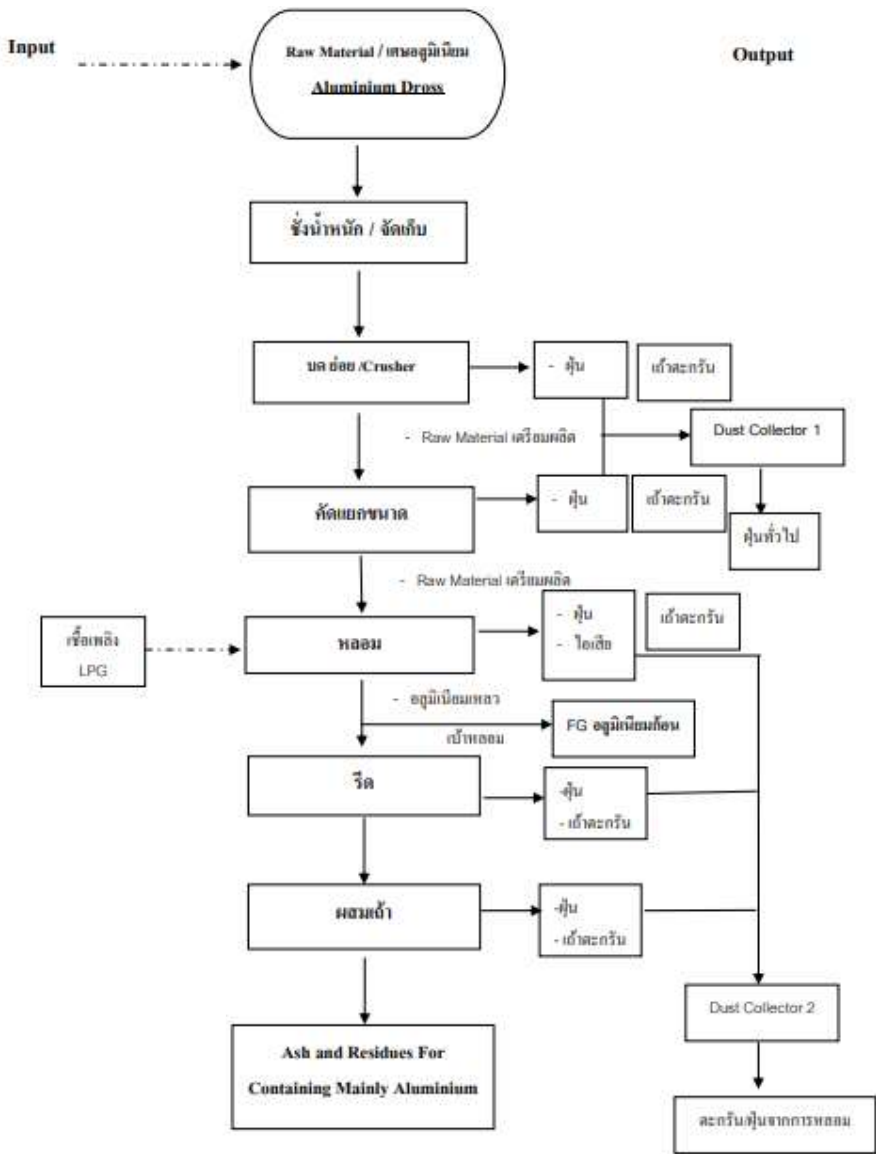 Input
Output
Raw Material / เศษอลูมิเนียม
Aluminium Dross
ชั่งน้ำหนัก / จัดเก็บ
บด ย่อย /Crusher
- ฝุ่น
เถ้าตะกรัน
- Raw Material เตรียมผลิต
Dust Collector 1
คัดแยกขนาด
- ฝุ่น
เถ้าตะกรัน
ฝุ่นทั่วไป
- Raw Material เตรียมผลิต
เชื้อเพลิง
LPG
หลอม
- ฝุ่น
- ไอเสีย
เถ้าตะกรัน
- อลูมิเนียมเหลว
เบ้าหลอม
FG อลูมิเนียมก้อน
รีด
-ฝุ่น
- เถ้าตะกรัน
ผสมเถ้า
-ฝุ่น
- เถ้าตะกรัน
Dust Collector 2
Ash and Residues For
Containing Mainly Aluminium
ตะกรัน/ฝุ่นจากการหลอม